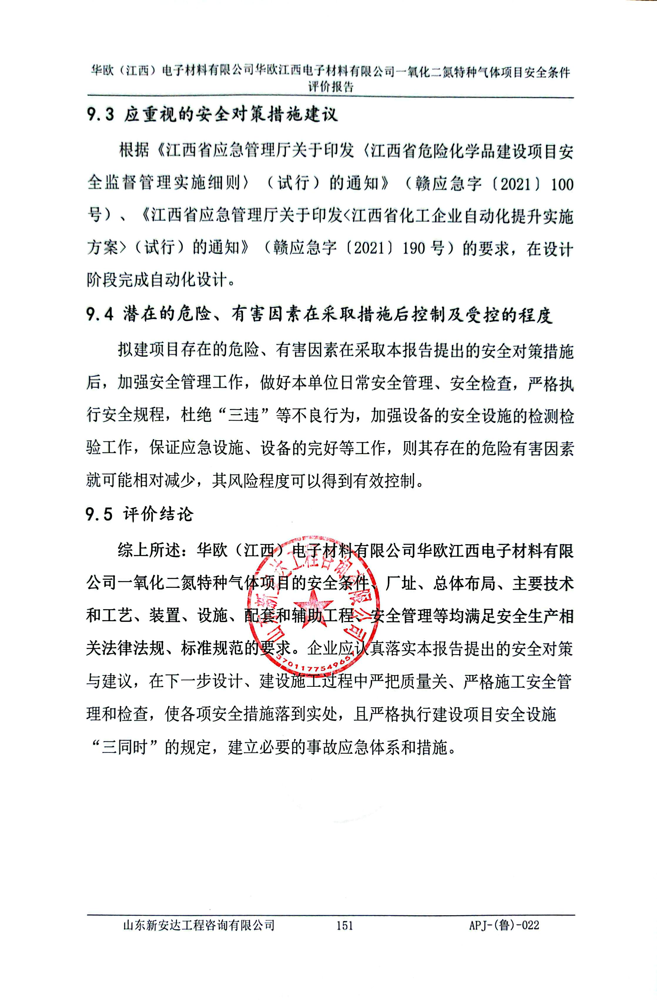 华欧（江西）电子材料有限公司华欧江西电子材料有限公司一氧化二氮特种气体项目安全条件
评价报告
9.3 应重视的安全对策措施建议
根据《江西省应急管理厅关于印发〈江西省危险化学品建设项目安
全监督管理实施细则〉（试行）的通知》（赣应急字〔2021〕100
号）、《江西省应急管理厅关于印发<江西省化工企业自动化提升实施
方案>（试行）的通知》（赣应急字〔2021〕190 号）的要求，在设计
阶段完成自动化设计。
9.4 潜在的危险、有害因素在采取措施后控制及受控的程度
拟建项目存在的危险、有害因素在采取本报告提出的安全对策措施
后，加强安全管理工作，做好本单位日常安全管理、安全检查，严格执
行安全规程，杜绝“三违”等不良行为，加强设备的安全设施的检测检
验工作，保证应急设施、设备的完好等工作，则其存在的危险有害因素
就可能相对减少，其风险程度可以得到有效控制。
9.5 评价结论
综上所述：华欧（江西）电子材料有限公司华欧江西电子材料有限
公司一氧化二氮特种气体项目的安全条件、厂址、总体布局、主要技术
和工艺、装置、设施、配套和辅助工程、安全管理等均满足安全生产相
关法律法规、标准规范的要求。企业应认真落实本报告提出的安全对策
与建议，在下一步设计、建设施工过程中严把质量关、严格施工安全管
理和检查，使各项安全措施落到实处，且严格执行建设项目安全设施
“三同时”的规定，建立必要的事故应急体系和措施。
山东新安达工程咨询有限公司
3701177549657
山东新安达工程咨询有限公司 151 APJ-(鲁)-022